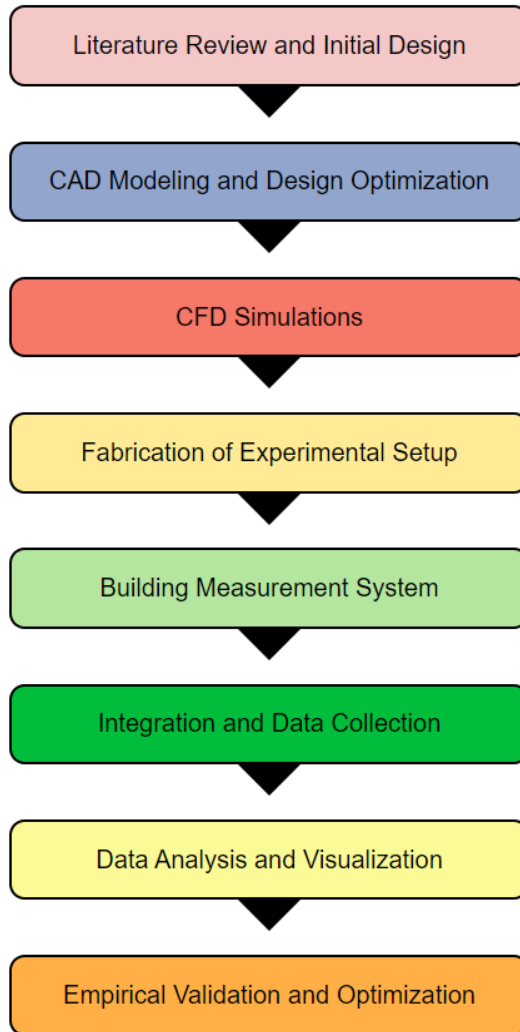 Literature Review and Initial Design
CAD Modeling and Design Optimization
CFD Simulations
Fabrication of Experimental Setup
Building Measurement System
Integration and Data Collection
Data Analysis and Visualization
Empirical Validation and Optimization